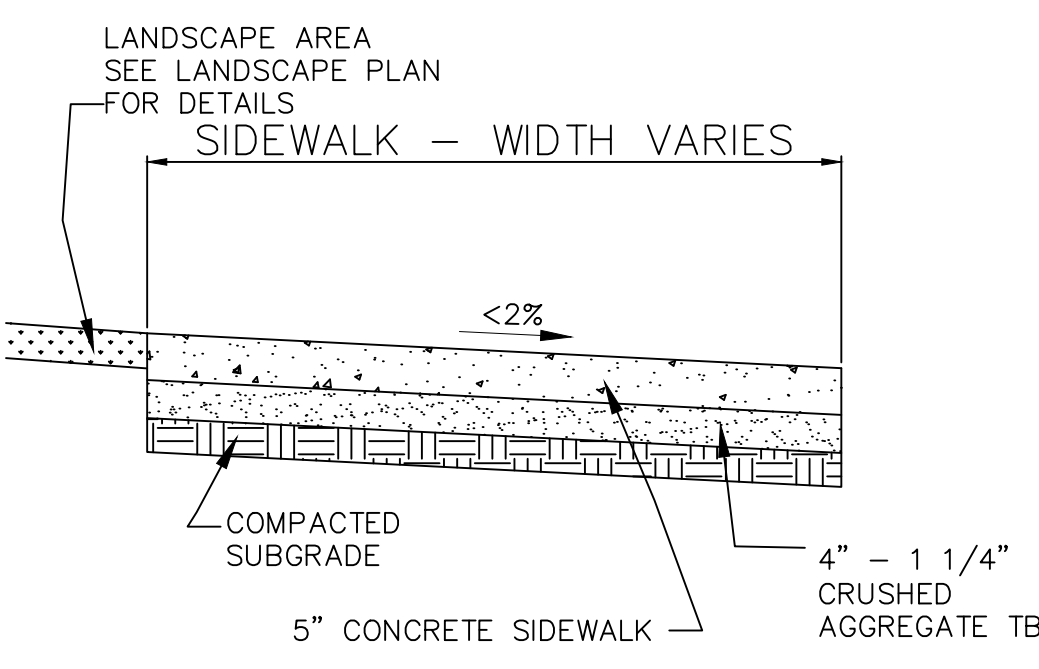 LANDSCAPE AREA
SEE LANDSCAPE PLAN
FOR DETAILS
SIDEWALK – WIDTH VARIES
<2%
COMPACTED
SUBGRADE
4" – 1 1/4"
CRUSHED
AGGREGATE TB
5" CONCRETE SIDEWALK